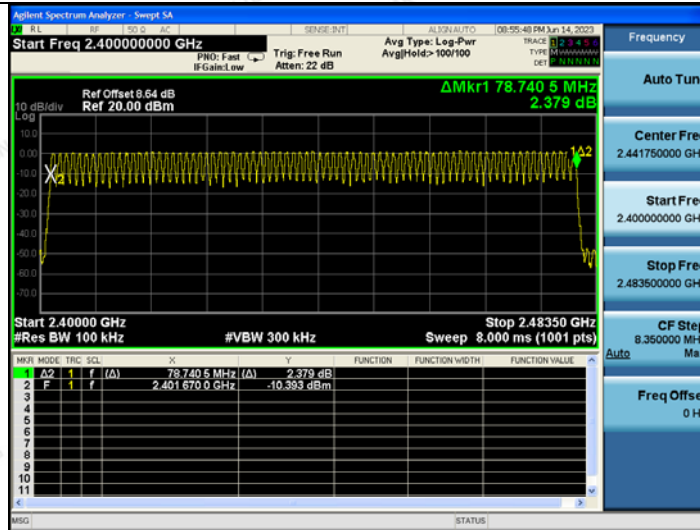 Agilent Spectrum Analyzer - Swept SA
RL RF 50 Ω AC SENSE:INT ALIGN AUTO 08:55:48 PM Jun 14, 2023
Start Freq 2.400000000 GHz
PNO: Fast
IFGain:Low
Trig: Free Run
Atten: 22 dB
Avg Type: Log-Pwr
Avg|Hold:> 100/100
TRACE 1 2 3 4 5 6
TYPE
DET P N N N N N
Ref Offset 8.64 dB
Ref 20.00 dBm
10 dB/div
Log
ΔMkr1 78.740 5 MHz
2.379 dB
10.0
0.00
-10.0
-20.0
-30.0
-40.0
-50.0
-60.0
-70.0
2
1Δ2
Start 2.40000 GHz Stop 2.48350 GHz
#Res BW 100 kHz #VBW 300 kHz Sweep 8.000 ms (1001 pts)
MKR MODE TRC SCL X Y FUNCTION FUNCTION WIDTH FUNCTION VALUE
1 Δ2 1 f (Δ) 78.740 5 MHz (Δ) 2.379 dB
2 F 1 f 2.401 670 0 GHz -10.393 dBm
3
4
5
6
7
8
9
10
11
MSG STATUS
Frequency
Auto Tun
Center Fre
2.441750000 GH
Start Fre
2.400000000 GH
Stop Fre
2.483500000 GH
CF Step
8.350000 MH
Auto Ma
Freq Offse
0 H